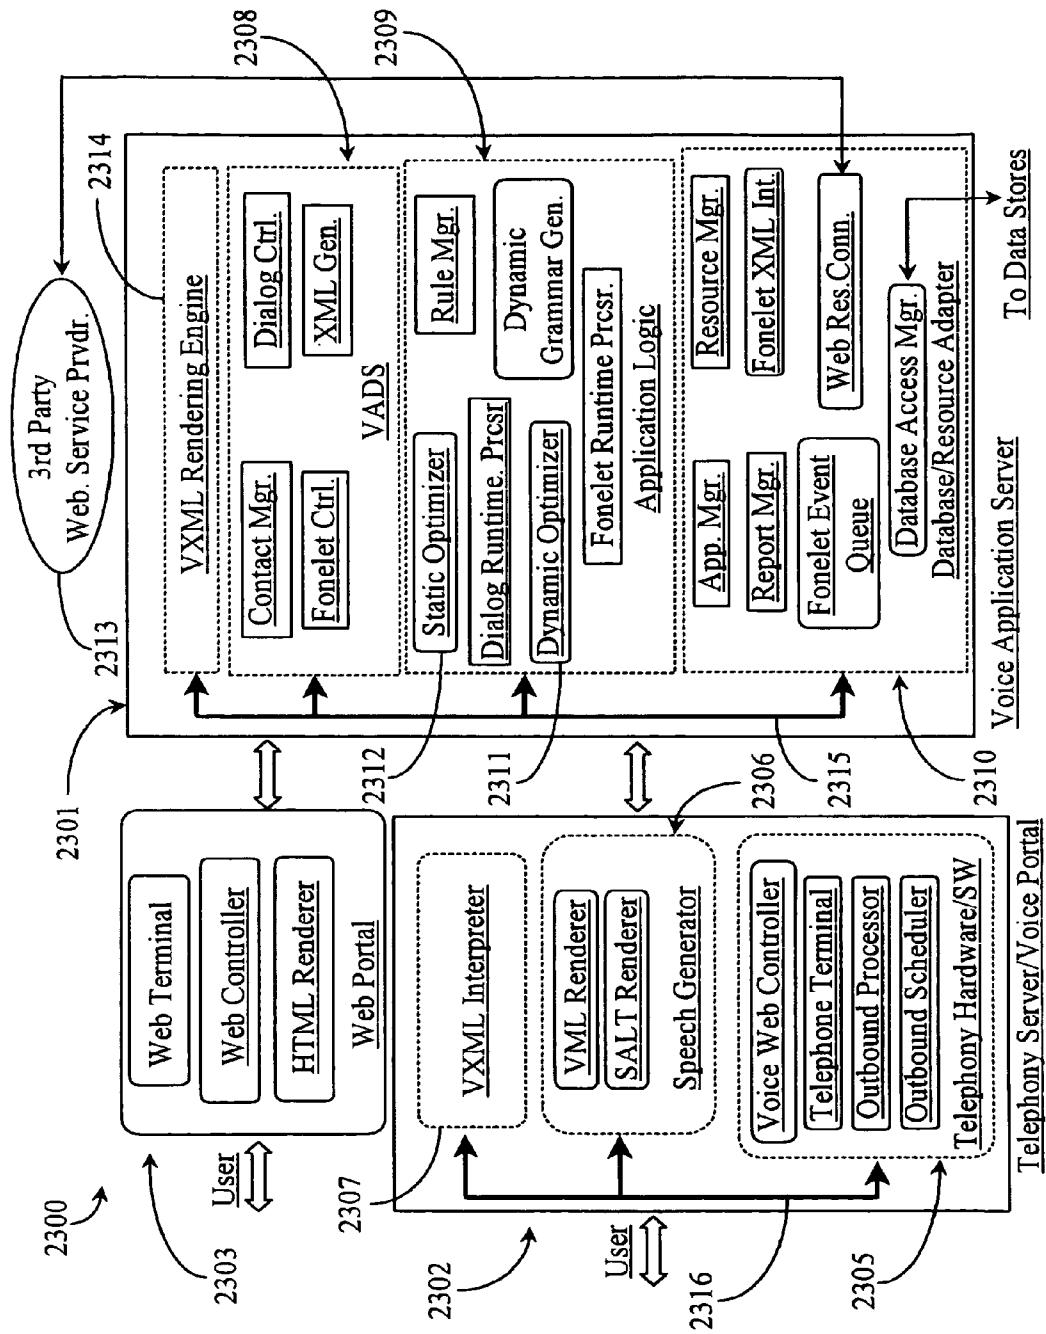 2300
2303
User
Web Terminal
Web Controller
HTML Renderer
Web Portal
2302
User
2307
VXML Interpreter
VML Renderer
SALT Renderer
Speech Generator
2306
Voice Web Controller
Telephone Terminal
Outbound Processor
Outbound Scheduler
Telephony Hardware/SW
2316
2305
Telephony Server/Voice Portal
2301
2313
3rd Party
Web. Service Prvdr.
2314
VXML Rendering Engine
2308
Contact Mgr.
Dialog Ctrl.
Fonelet Ctrl.
XML Gen.
VADS
2309
2312
Static Optimizer
Rule Mgr.
Dialog Runtime. Prcsr
2311
Dynamic Optimizer
Dynamic
Grammar Gen.
Fonelet Runtime Prcsr.
Application Logic
App. Mgr.
Resource Mgr.
Report Mgr.
Fonelet XML Int.
Fonelet Event
Queue
Web Res.Conn.
Database Access Mgr.
Database/Resource Adapter
2315
2310
Voice Application Server
To Data Stores